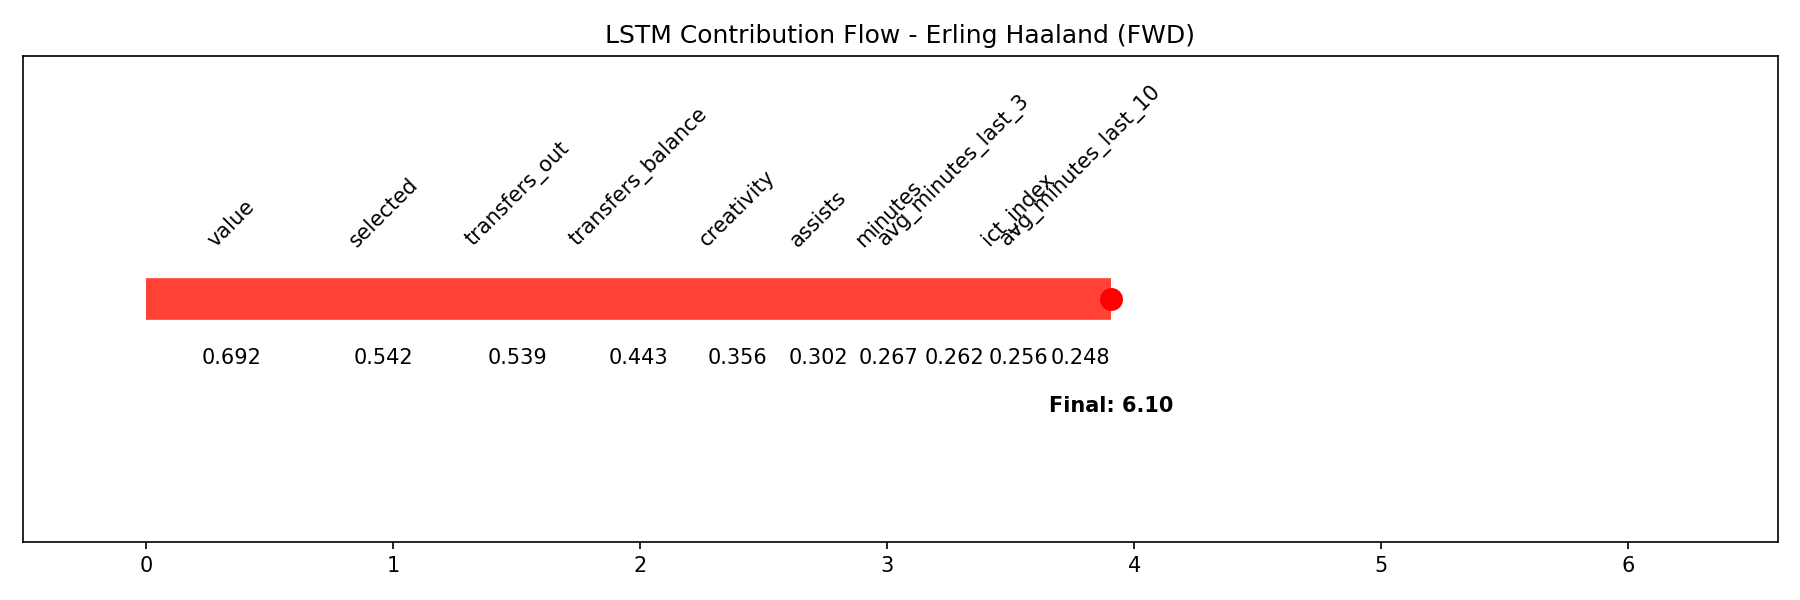 LSTM Contribution Flow - Erling Haaland (FWD)
value
selected
transfers_out
transfers_balance
creativity
assists
minutes
avg_minutes_last_3
ict_index
avg_minutes_last_10
0.692 0.542 0.539 0.443 0.356 0.302 0.267 0.262 0.256 0.248
Final: 6.10
0 1 2 3 4 5 6